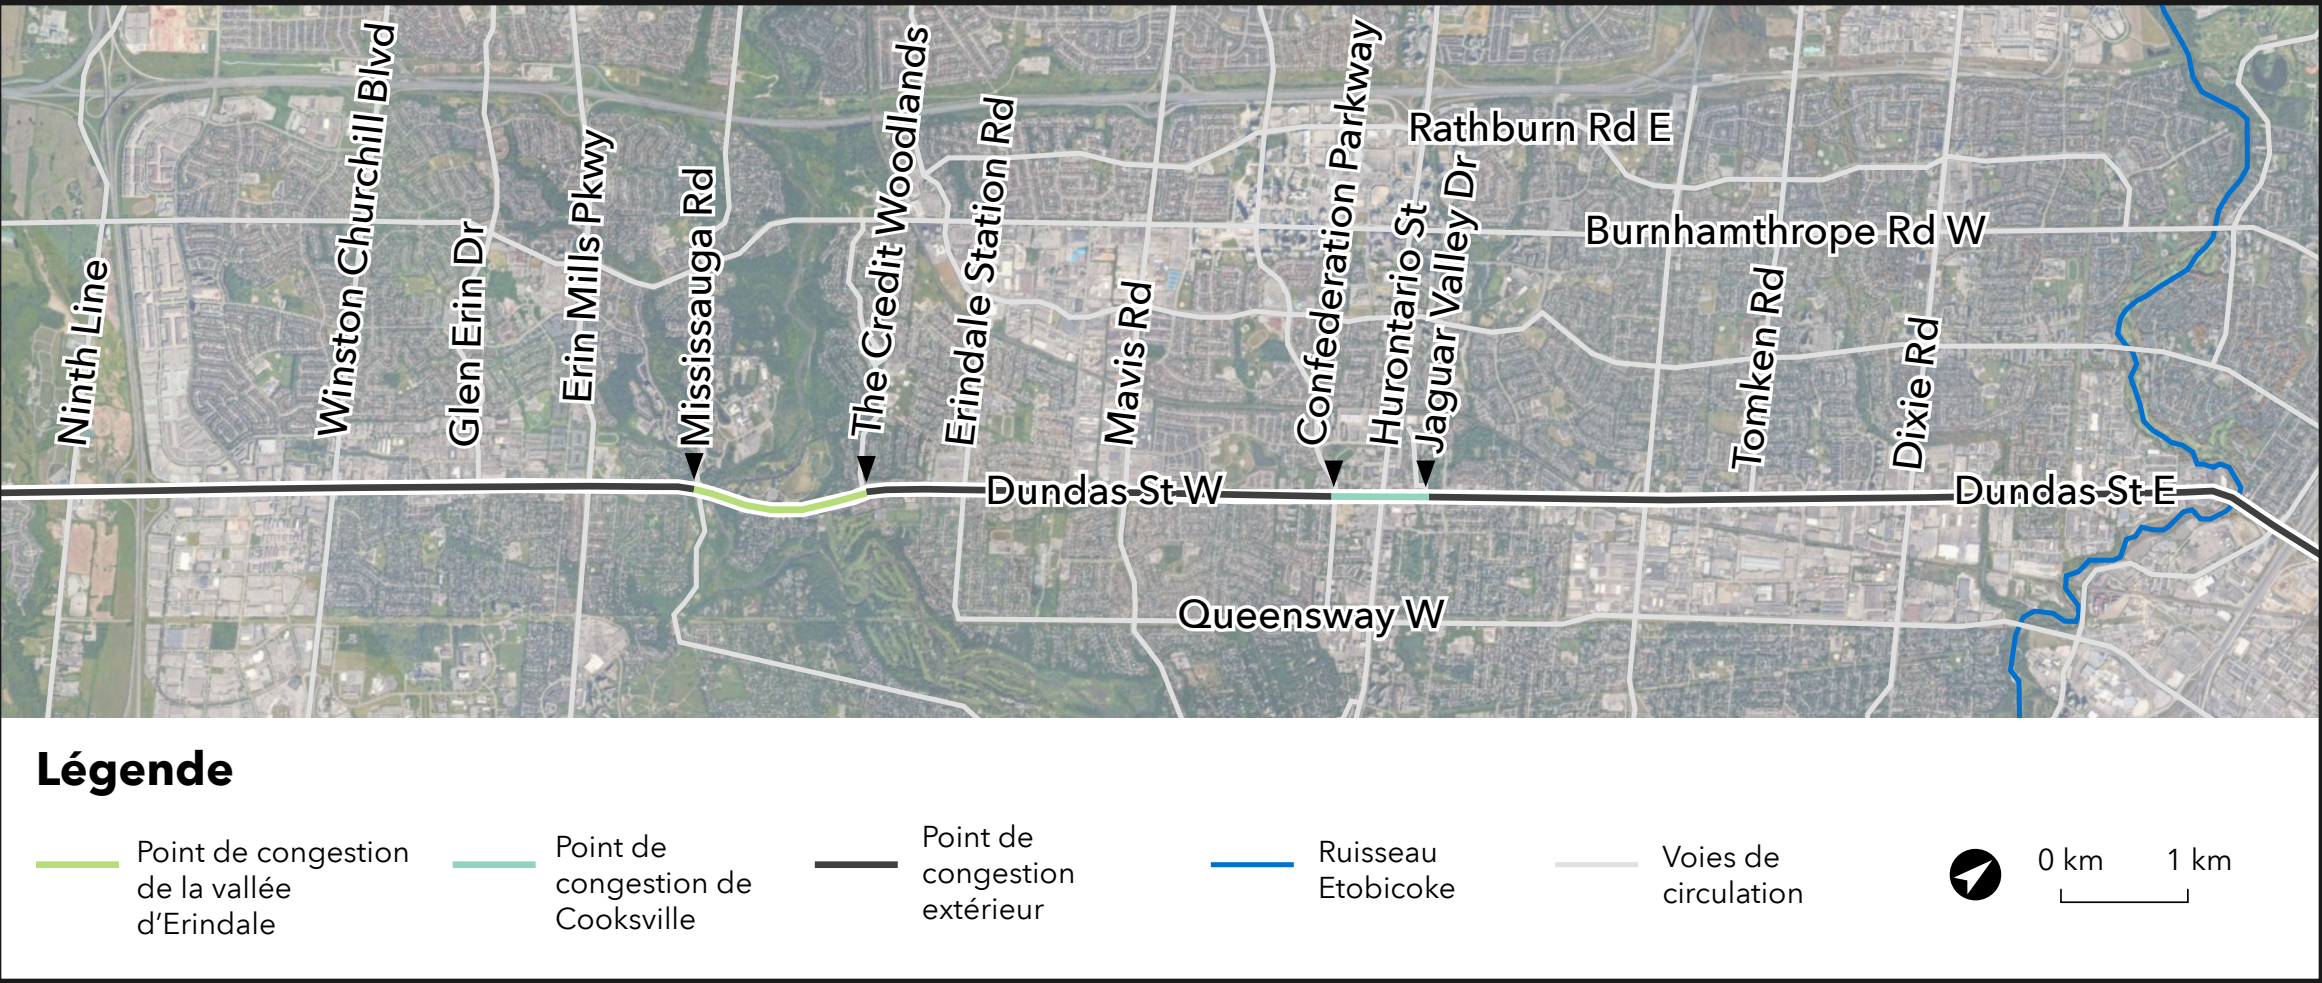 Ninth Line
Winston Churchill Blvd
Glen Erin Dr
Erin Mills Pkwy
Mississauga Rd
The Credit Woodlands
Erindale Station Rd
Mavis Rd
Confederation Parkway
Hurontario St
Jaguar Valley Dr
Tomken Rd
Dixie Rd
Rathburn Rd E
Burnhamthrope Rd W
Dundas St W
Dundas St E
Queensway W
Légende
Point de congestion
de la vallée
d’Erindale
Point de
congestion de
Cooksville
Point de
congestion
extérieur
Ruisseau
Etobicoke
Voies de
circulation
0 km 1 km